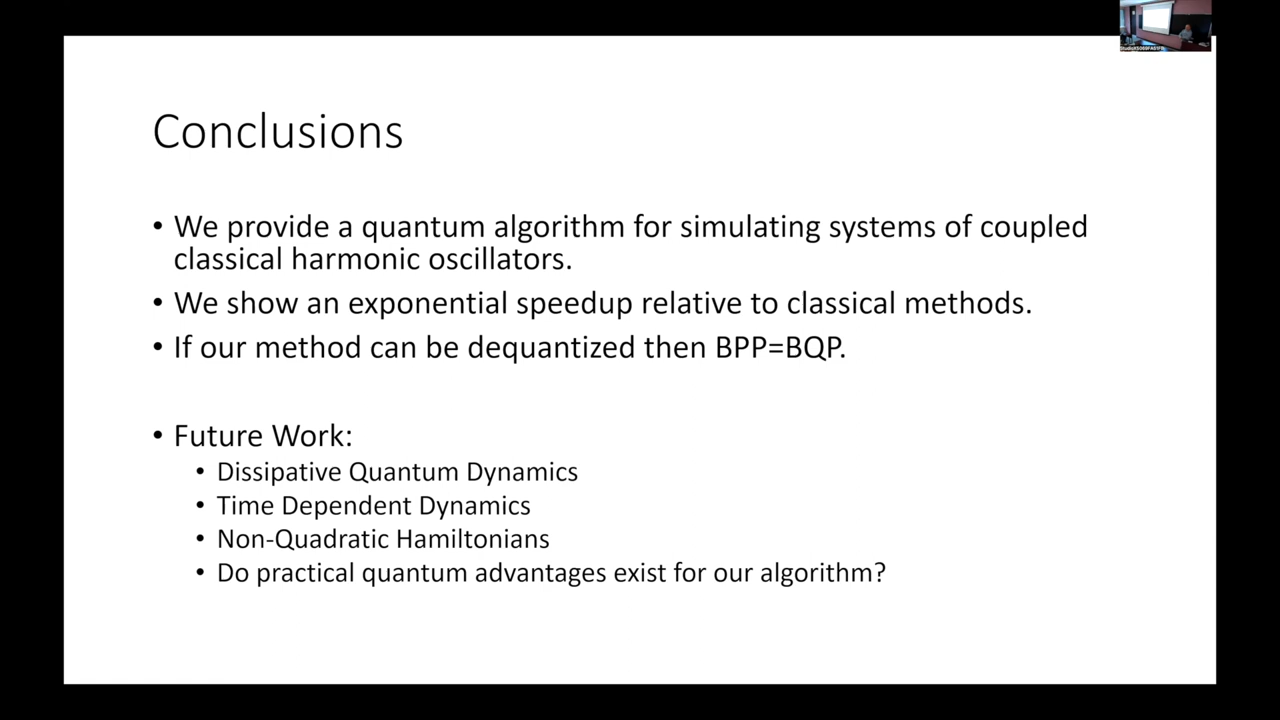 Conclusions
• We provide a quantum algorithm for simulating systems of coupled
classical harmonic oscillators.
• We show an exponential speedup relative to classical methods.
• If our method can be dequantized then BPP=BQP.
• Future Work:
• Dissipative Quantum Dynamics
• Time Dependent Dynamics
• Non-Quadratic Hamiltonians
• Do practical quantum advantages exist for our algorithm?